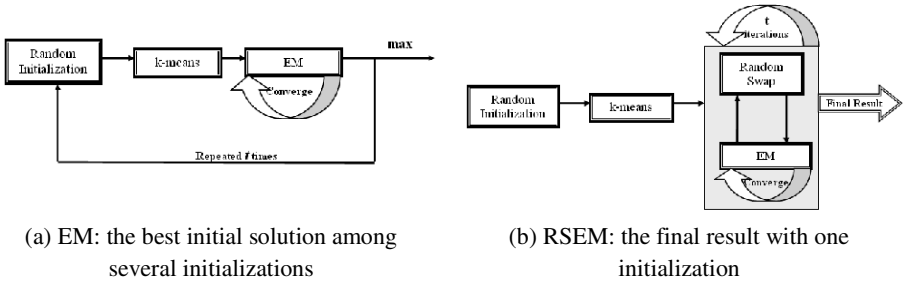 Random
Initialization
k-means
EM
Converge
max
Repeated t times
(a) EM: the best initial solution among
several initializations
t
iterations
Random
Swap
Random
Initialization
k-means
EM
Converge
Final Result
(b) RSEM: the final result with one
initialization